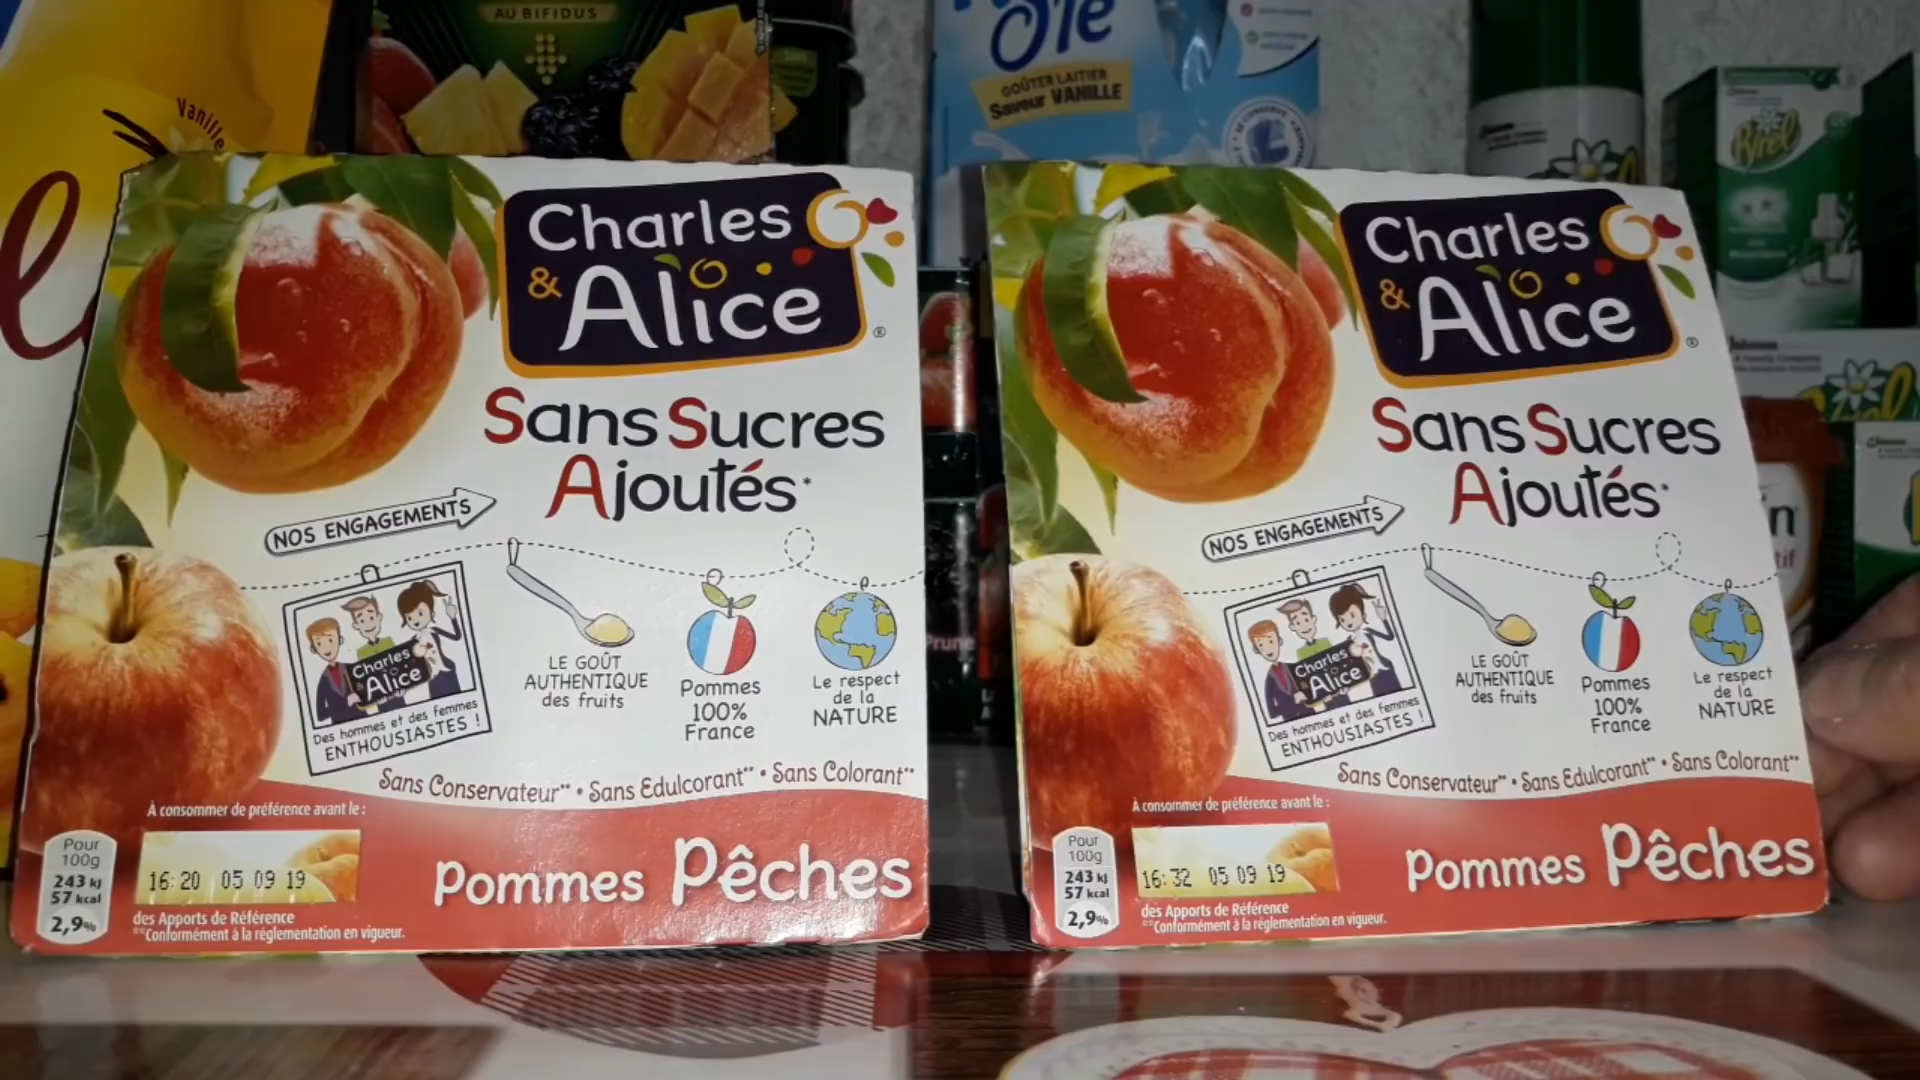 AU BIFIDUS
Vanille
Olé
GOÛTER LAITIER
Saveur VANILLE
Pyrel
Charles
& Alice
®
Sans Sucres
Ajoutés*
NOS ENGAGEMENTS
Charles
Alice
Des hommes et des femmes
ENTHOUSIASTES !
LE GOÛT
AUTHENTIQUE
des fruits
Pommes
100%
France
Le respect
de la
NATURE
Sans Conservateur** • Sans Edulcorant** • Sans Colorant**
À consommer de préférence avant le :
16:20 05 09 19
Pour
100g
243 kJ
57 kcal
2,9%
des Apports de Référence
**Conformément à la réglementation en vigueur.
Pommes Pêches
Prune
Charles
& Alice
®
Sans Sucres
Ajoutés*
NOS ENGAGEMENTS
Charles
Alice
Des hommes et des femmes
ENTHOUSIASTES !
LE GOÛT
AUTHENTIQUE
des fruits
Pommes
100%
France
Le respect
de la
NATURE
Sans Conservateur** • Sans Edulcorant** • Sans Colorant**
À consommer de préférence avant le :
16:32 05 09 19
Pour
100g
243 kJ
57 kcal
2,9%
des Apports de Référence
**Conformément à la réglementation en vigueur.
Pommes Pêches
Johnson